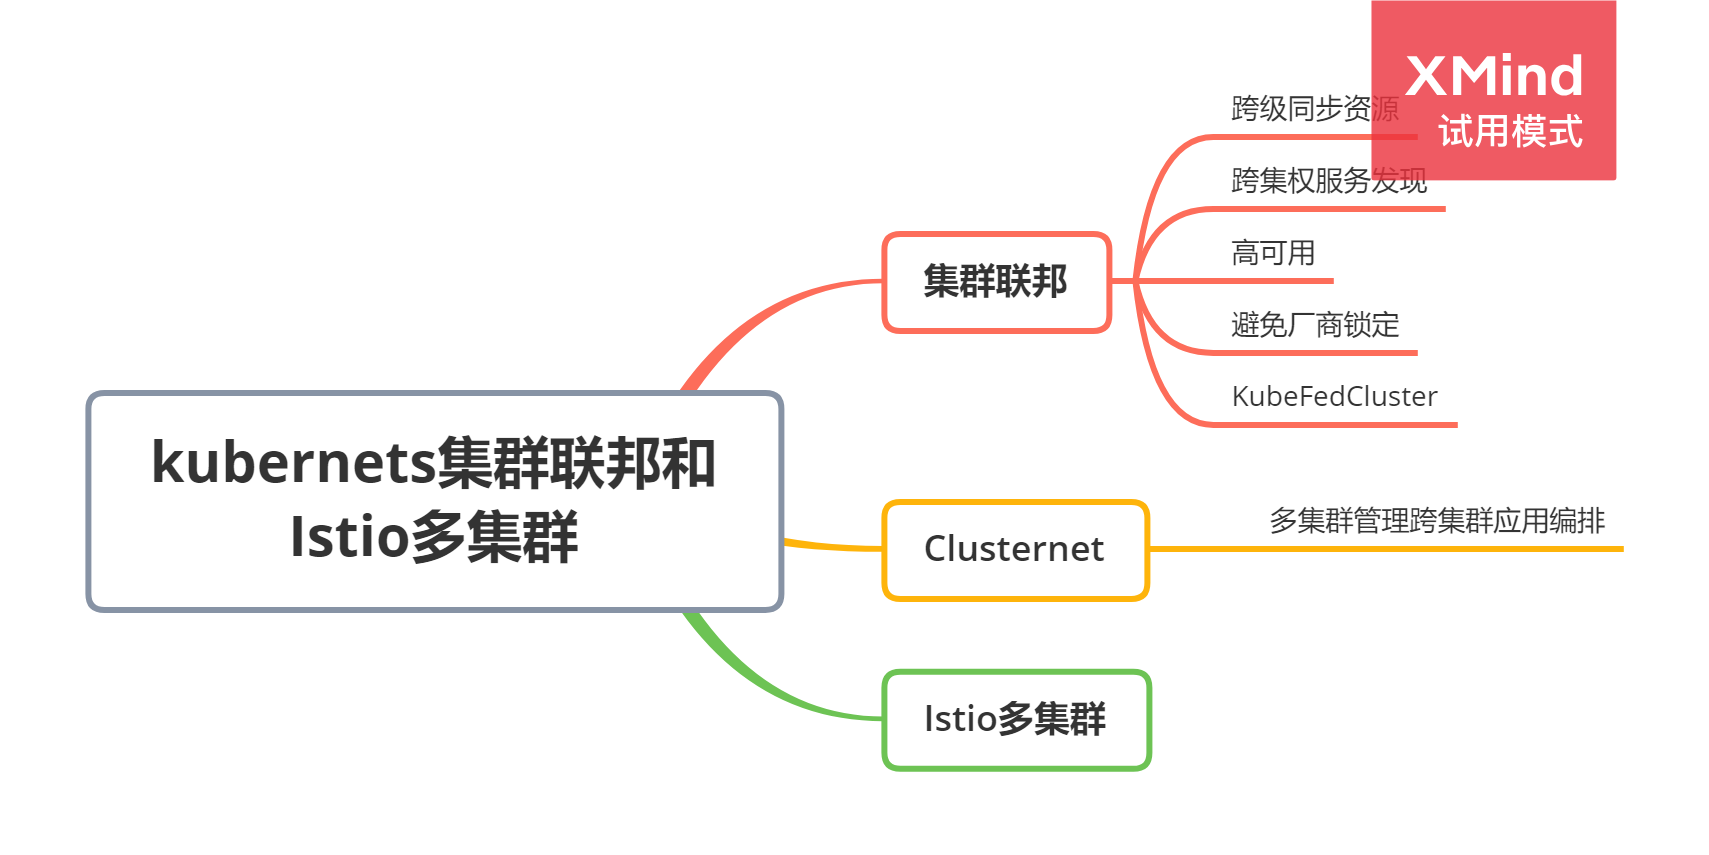 XMind
试用模式
跨级同步资源
跨集权服务发现
高可用
集群联邦
避免厂商锁定
KubeFedCluster
kubernets集群联邦和
Istio多集群
多集群管理跨集群应用编排
Clusternet
Istio多集群